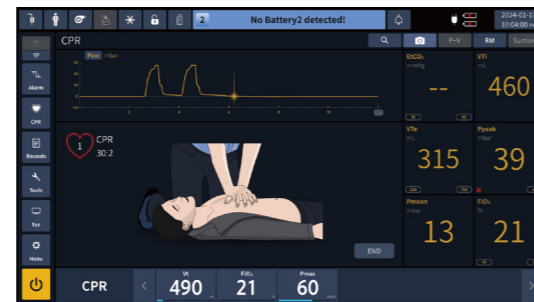 2 No Battery2 detected!
2024-01-17
10:04:00
CPR
P-V
RM
Suction
Paw mbar
EtCO₂
mmHg
--
VTi
mL
460
Alarm
CPR
Records
Tools
Sys
Menu
1
CPR
30:2
END
VTe
mL
315
Ppeak
mbar
39
Pmean
mbar
13
FiO₂
%
21
CPR
Vt
490
FiO₂
21
Pmax
60